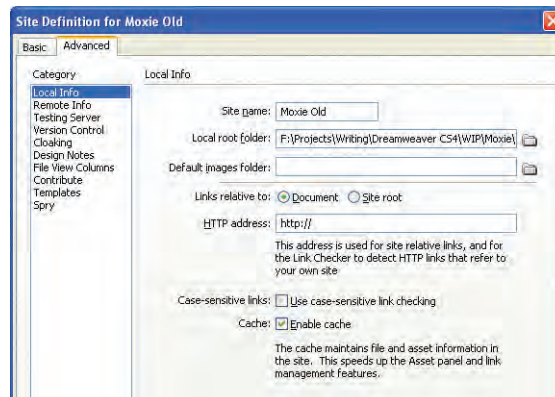 Site Definition for Moxie Old
Basic
Advanced
Category
Local Info
Remote Info
Testing Server
Version Control
Cloaking
Design Notes
File View Columns
Contribute
Templates
Spry
Local Info
Site name: Moxie Old
Local root folder: F:\Projects\Writing\Dreamweaver CS4\WIP\Moxie\
Default images folder:
Links relative to: Document Site root
HTTP address: http://
This address is used for site relative links, and for
the Link Checker to detect HTTP links that refer to
your own site
Case-sensitive links: Use case-sensitive link checking
Cache: Enable cache
The cache maintains file and asset information in
the site. This speeds up the Asset panel and link
management features.